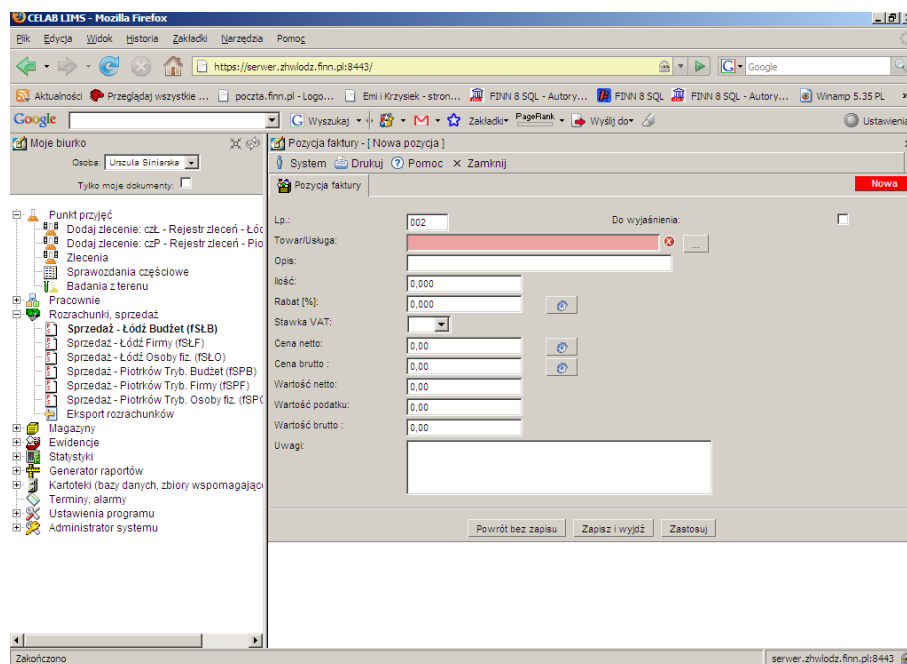 CELAB LIMS - Mozilla Firefox
Plik Edycja Widok Historia Zakładki Narzędzia Pomoc
https://serwer.zhwlodz.finn.pl:8443/
Google
Aktualności Przeglądaj wszystkie ... poczta.finn.pl - Logo... Emi i Krzysiek - stron... FINN 8 SQL - Autory... FINN 8 SQL FINN 8 SQL - Autory... Winamp 5.35 PL
Google Wyszukaj Zakładki PageRank Wyślij do Ustawienia
Moje biurko
Osoba: Urszula Siniarska
Tylko moje dokumenty:
Punkt przyjęć
Dodaj zlecenie: czŁ - Rejestr zleceń - Łóc
Dodaj zlecenie: czP - Rejestr zleceń - Pio
Zlecenia
Sprawozdania częściowe
Badania z terenu
Pracownie
Rozrachunki, sprzedaż
Sprzedaż - Łódź Budżet (fSŁB)
Sprzedaż - Łódź Firmy (fSŁF)
Sprzedaż - Łódź Osoby fiz. (fSŁO)
Sprzedaż - Piotrków Tryb. Budżet (fSPB)
Sprzedaż - Piotrków Tryb. Firmy (fSPF)
Sprzedaż - Piotrków Tryb. Osoby fiz. (fSPO
Eksport rozrachunków
Magazyny
Ewidencje
Statystyki
Generator raportów
Kartoteki (bazy danych, zbiory wspomagające
Terminy, alarmy
Ustawienia programu
Administrator systemu
Pozycja faktury - [ Nowa pozycja ]
System Drukuj Pomoc Zamknij
Pozycja faktury Nowa
Lp.: 002 Do wyjaśnienia:
Towar/Usługa: ...
Opis:
Ilość: 0,000
Rabat [%]: 0,000
Stawka VAT:
Cena netto: 0,00
Cena brutto : 0,00
Wartość netto: 0,00
Wartość podatku: 0,00
Wartość brutto : 0,00
Uwagi:
Powrót bez zapisu Zapisz i wyjdź Zastosuj
Zakończono serwer.zhwlodz.finn.pl:8443